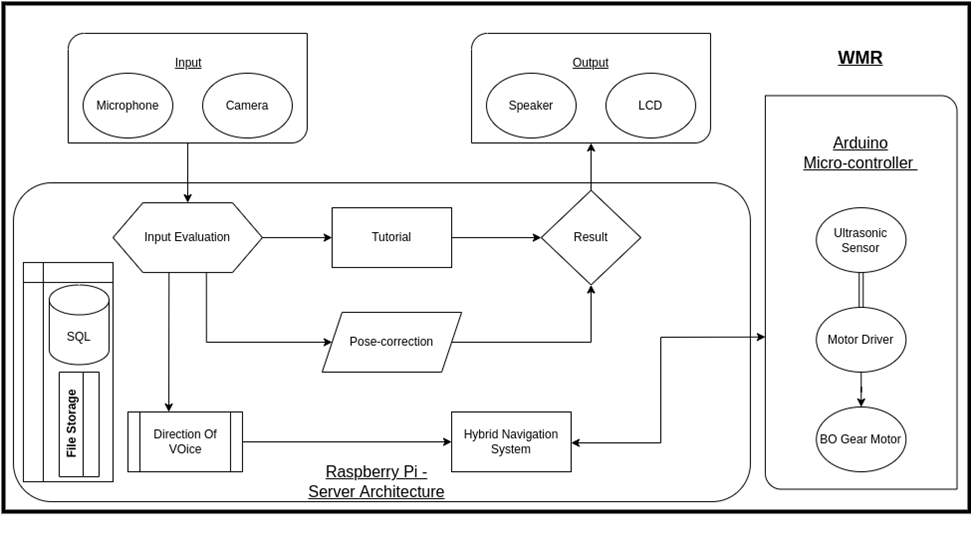 Input
Microphone
Camera
Output
Speaker
LCD
WMR
Arduino
Micro-controller
Ultrasonic
Sensor
Motor Driver
BO Gear Motor
Input Evaluation
Tutorial
Result
Pose-correction
SQL
File Storage
Direction Of
VOice
Hybrid Navigation
System
Raspberry Pi -
Server Architecture